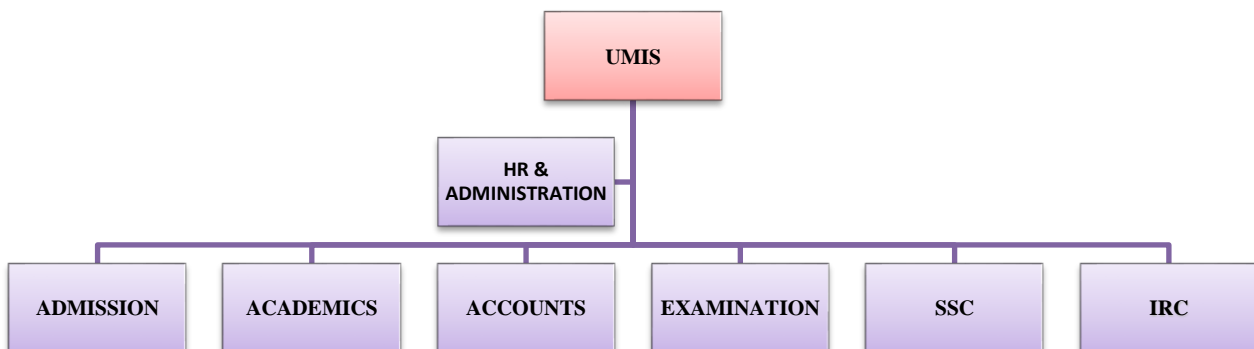 UMIS
HR &
ADMINISTRATION
ADMISSION
ACADEMICS
ACCOUNTS
EXAMINATION
SSC
IRC